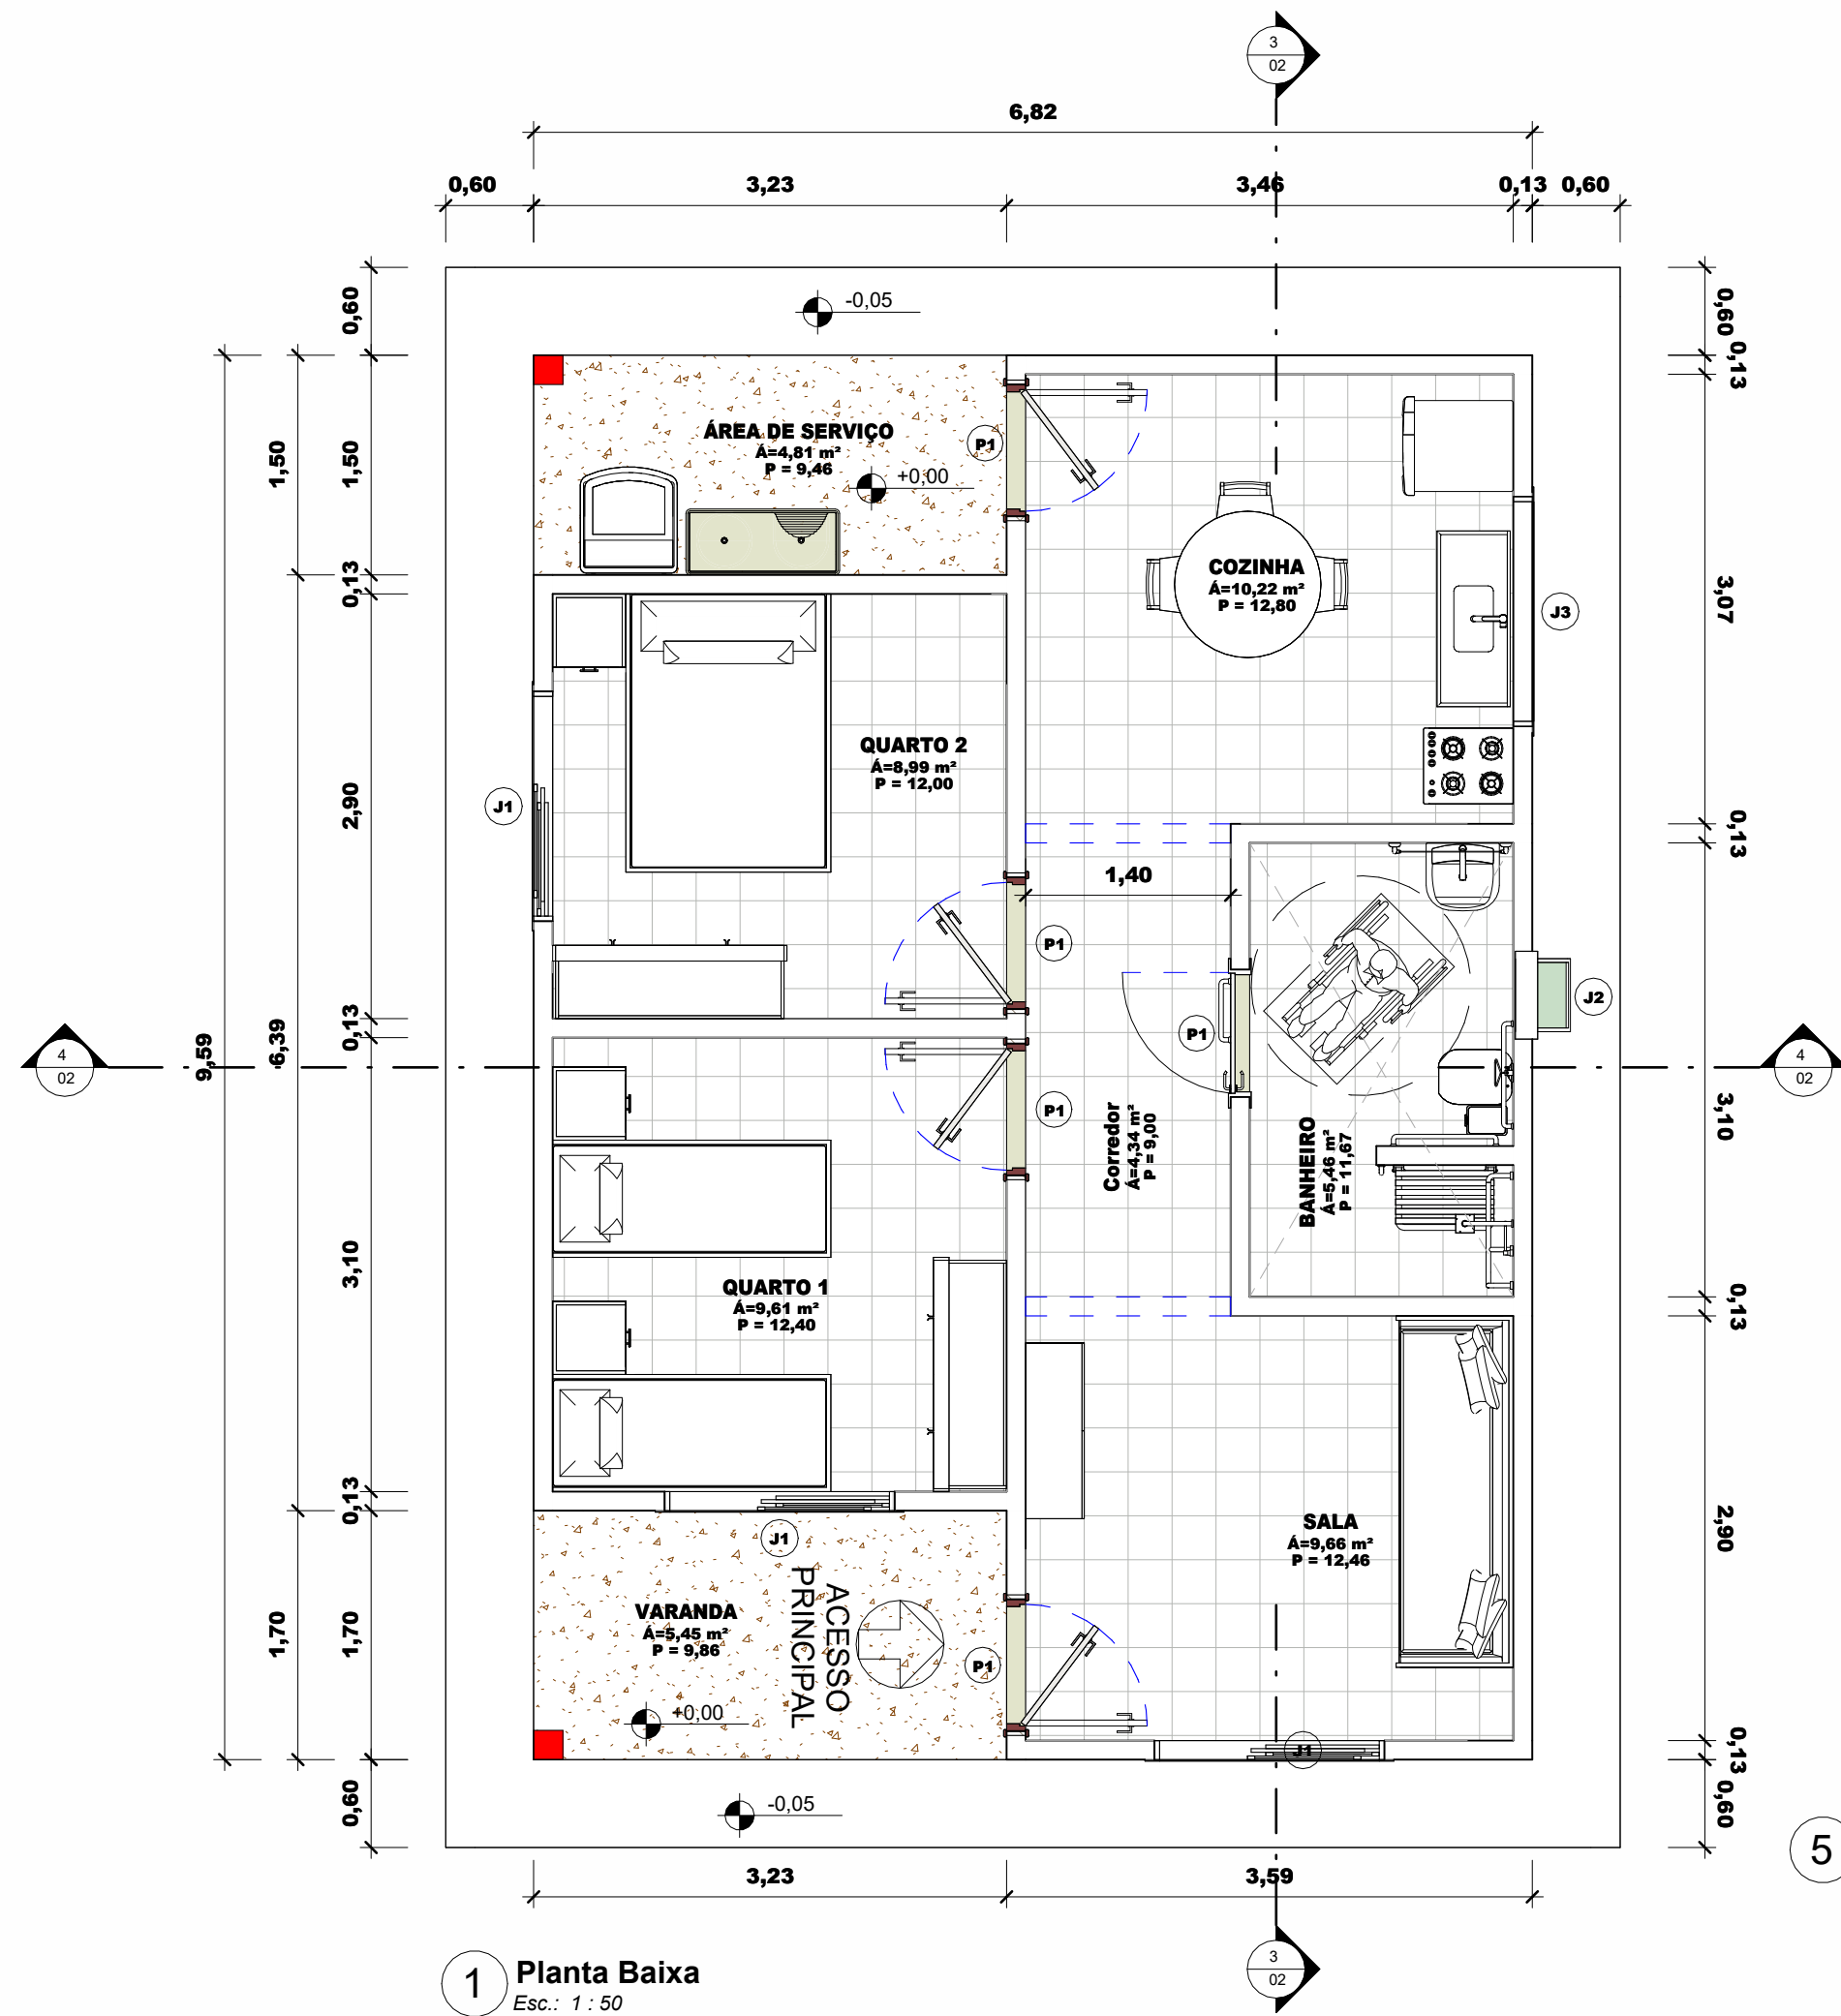 3
02
6,82
0,60
3,23
3,46
0,13
0,60
0,60
-0,05
0,60
0,13
ÁREA DE SERVIÇO
Á=4,81 m²
P = 9,46
+0,00
P1
1,50
1,50
0,13
COZINHA
Á=10,22 m²
P = 12,80
J3
3,07
QUARTO 2
Á=8,99 m²
P = 12,00
J1
2,90
0,13
1,40
P1
P1
J2
0,13
9,59
6,39
4
02
4
02
P1
Corredor
Á=4,34 m²
P = 9,00
BANHEIRO
Á=5,46 m²
P = 11,67
3,10
3,10
QUARTO 1
Á=9,61 m²
P = 12,40
0,13
0,13
J1
SALA
Á=9,66 m²
P = 12,46
2,90
VARANDA
Á=5,45 m²
P = 9,86
ACESSO
PRINCIPAL
P1
+0,00
1,70
1,70
J1
0,13
0,60
-0,05
0,60
5
3,23
3,59
3
02
1
Planta Baixa
Esc.: 1 : 50